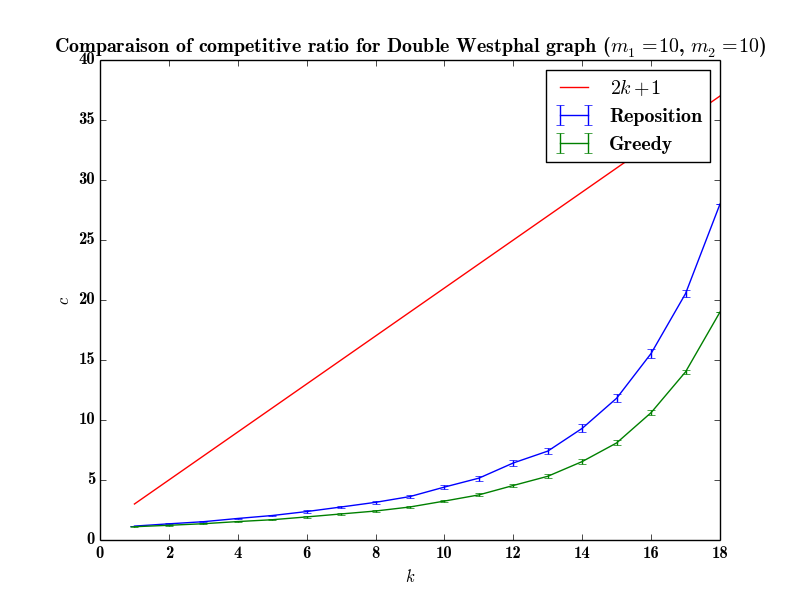 Comparaison of competitive ratio for Double Westphal graph (m₁ =10, m₂ =10)
40
35
30
25
20
15
10
5
0
c
2k+1
Reposition
Greedy
0 2 4 6 8 10 12 14 16 18
k